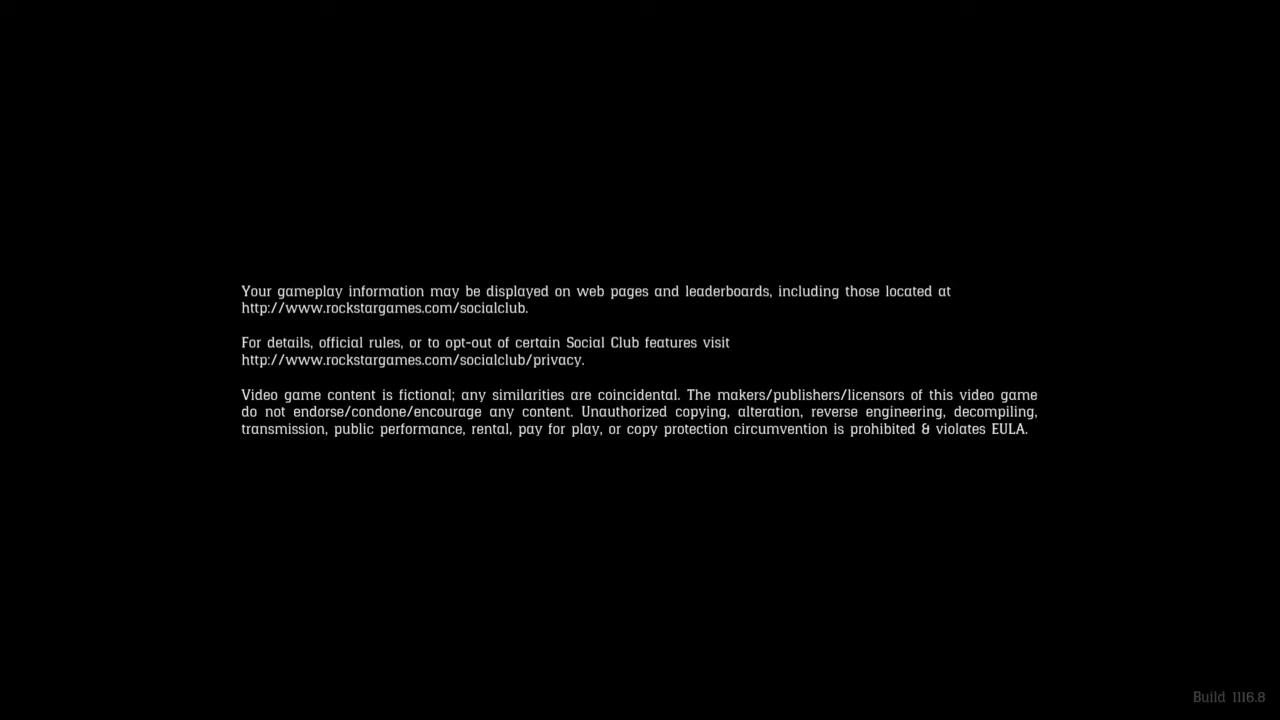 Your gameplay information may be displayed on web pages and leaderboards, including those located at
http://www.rockstargames.com/socialclub.
For details, official rules, or to opt-out of certain Social Club features visit
http://www.rockstargames.com/socialclub/privacy.
Video game content is fictional; any similarities are coincidental. The makers/publishers/licensors of this video game
do not endorse/condone/encourage any content. Unauthorized copying, alteration, reverse engineering, decompiling,
transmission, public performance, rental, pay for play, or copy protection circumvention is prohibited & violates EULA.
Build 1116.8